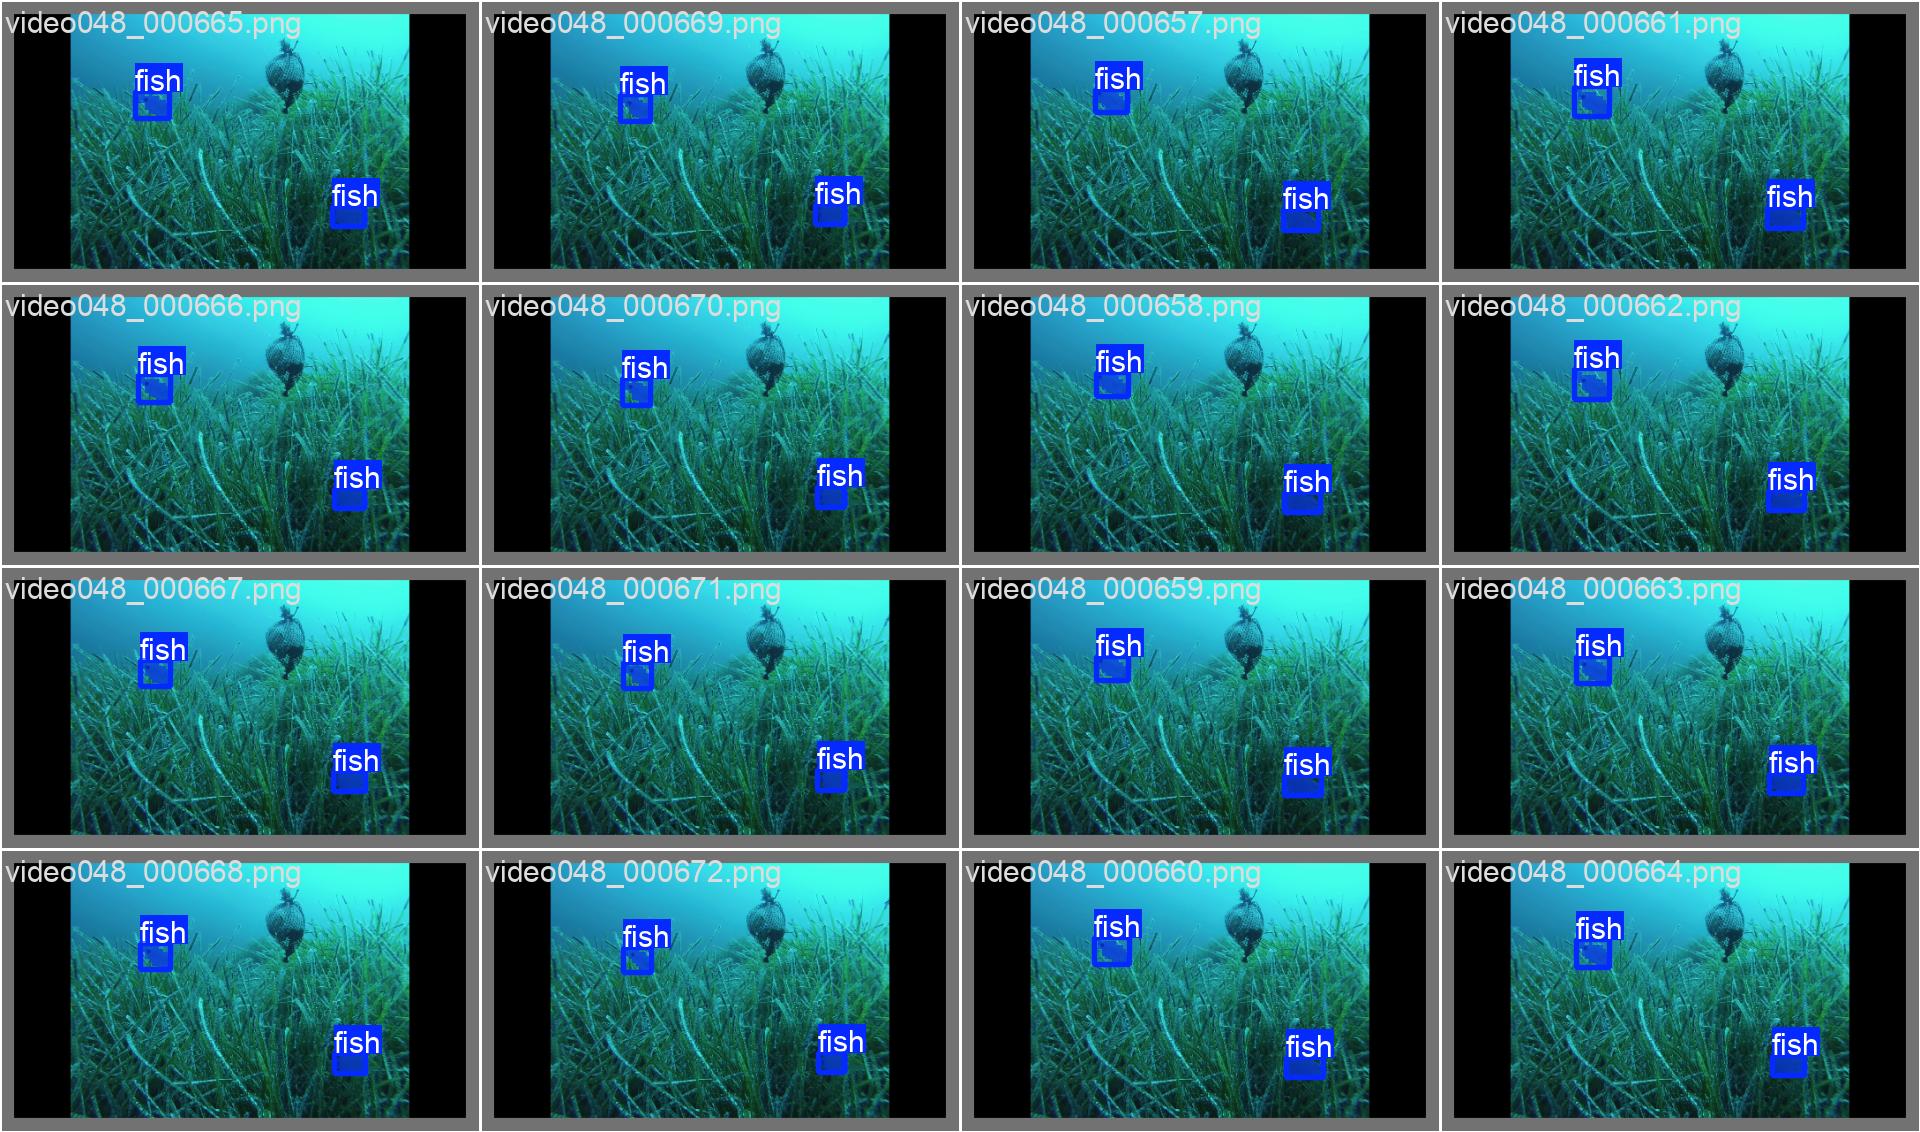 video048_000665.png
fish
fish
video048_000669.png
fish
fish
video048_000657.png
fish
fish
video048_000661.png
fish
fish
video048_000666.png
fish
fish
video048_000670.png
fish
fish
video048_000658.png
fish
fish
video048_000662.png
fish
fish
video048_000667.png
fish
fish
video048_000671.png
fish
fish
video048_000659.png
fish
fish
video048_000663.png
fish
fish
video048_000668.png
fish
fish
video048_000672.png
fish
fish
video048_000660.png
fish
fish
video048_000664.png
fish
fish